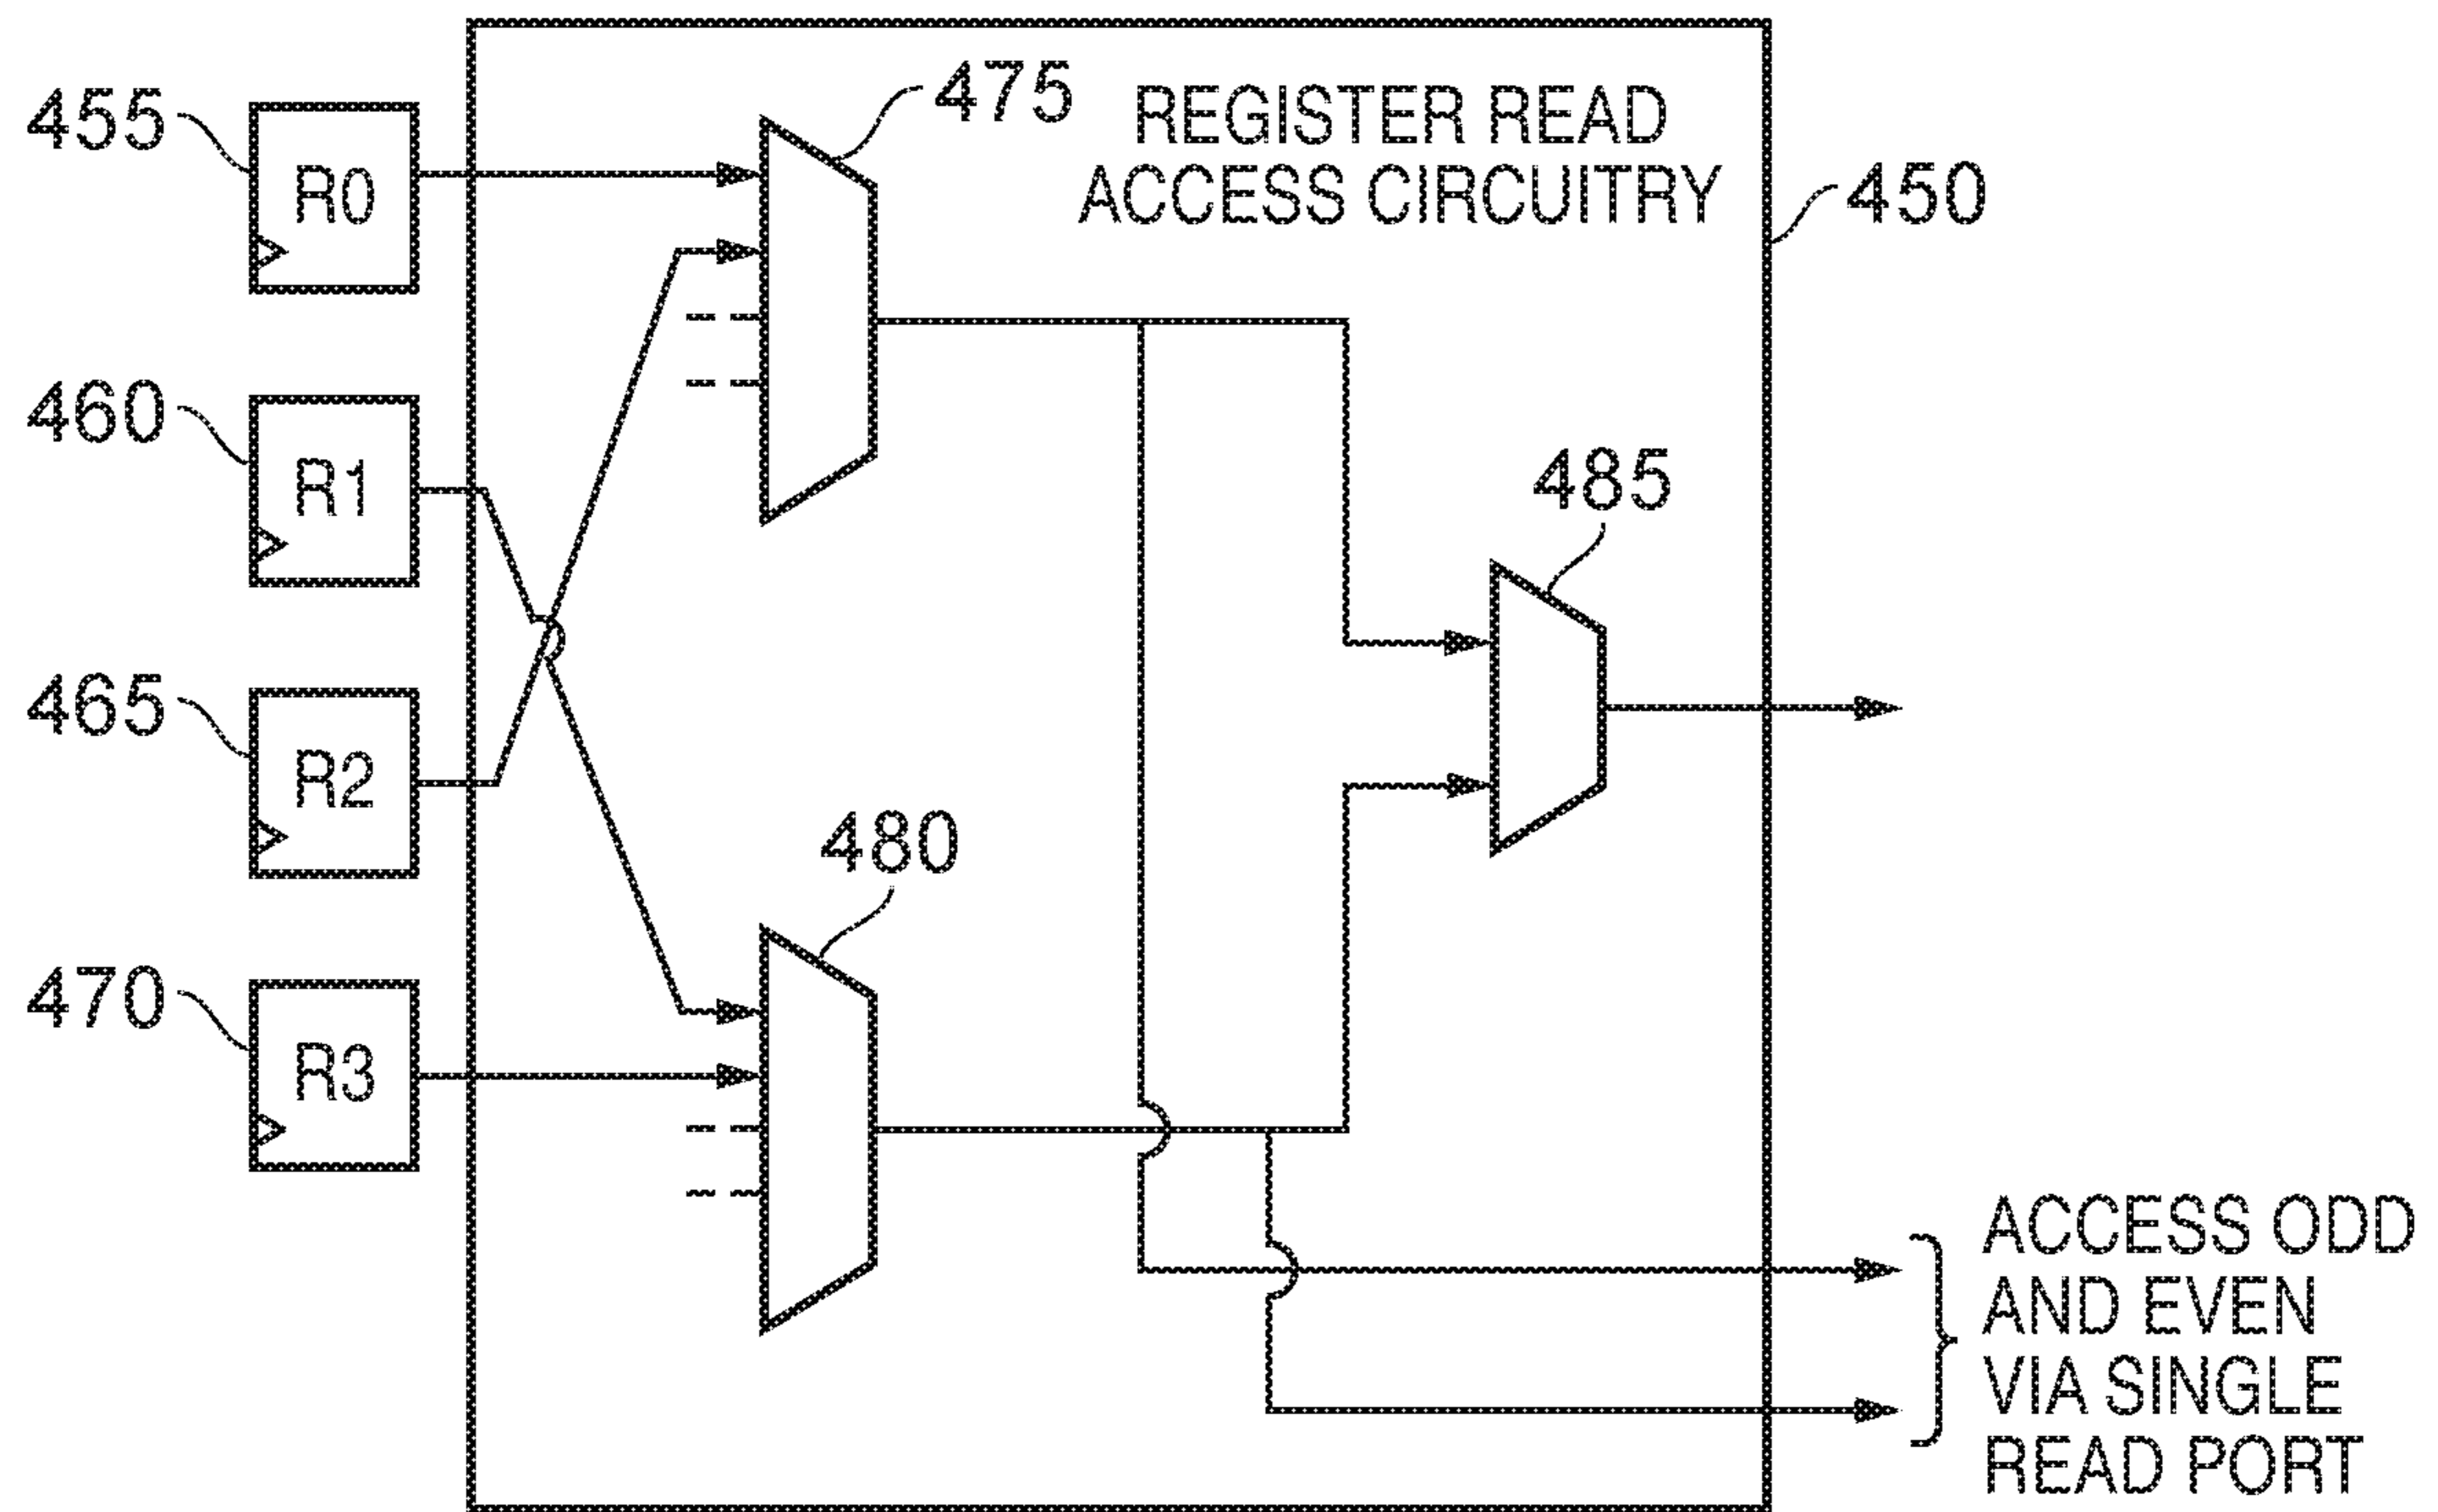 475
REGISTER READ
ACCESS CIRCUITRY
450
455
R0
460
R1
485
465
R2
480
470
R3
ACCESS ODD
AND EVEN
VIA SINGLE
READ PORT